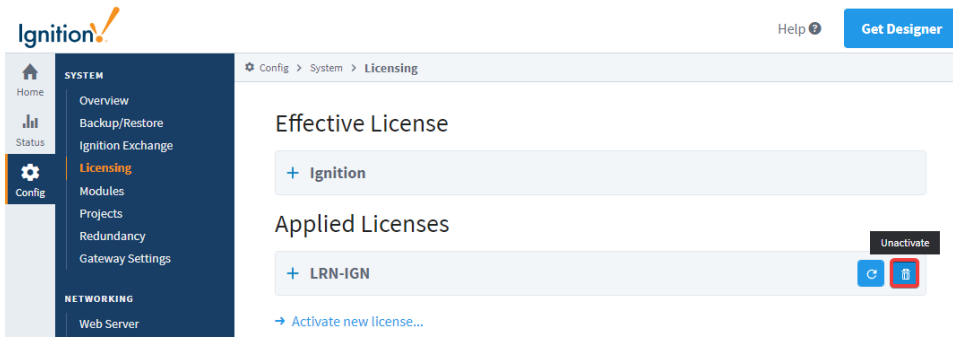 Ignition!
Help ?
Get Designer
Home
Status
Config
SYSTEM
Overview
Backup/Restore
Ignition Exchange
Licensing
Modules
Projects
Redundancy
Gateway Settings
NETWORKING
Web Server
Config > System > Licensing
Effective License
+ Ignition
Applied Licenses
Unactivate
+ LRN-IGN
→ Activate new license...